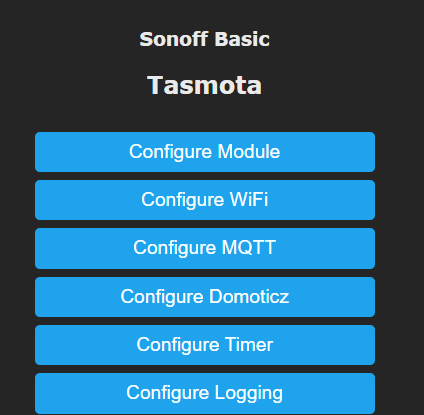 Sonoff Basic
Tasmota
Configure Module
Configure WiFi
Configure MQTT
Configure Domoticz
Configure Timer
Configure Logging